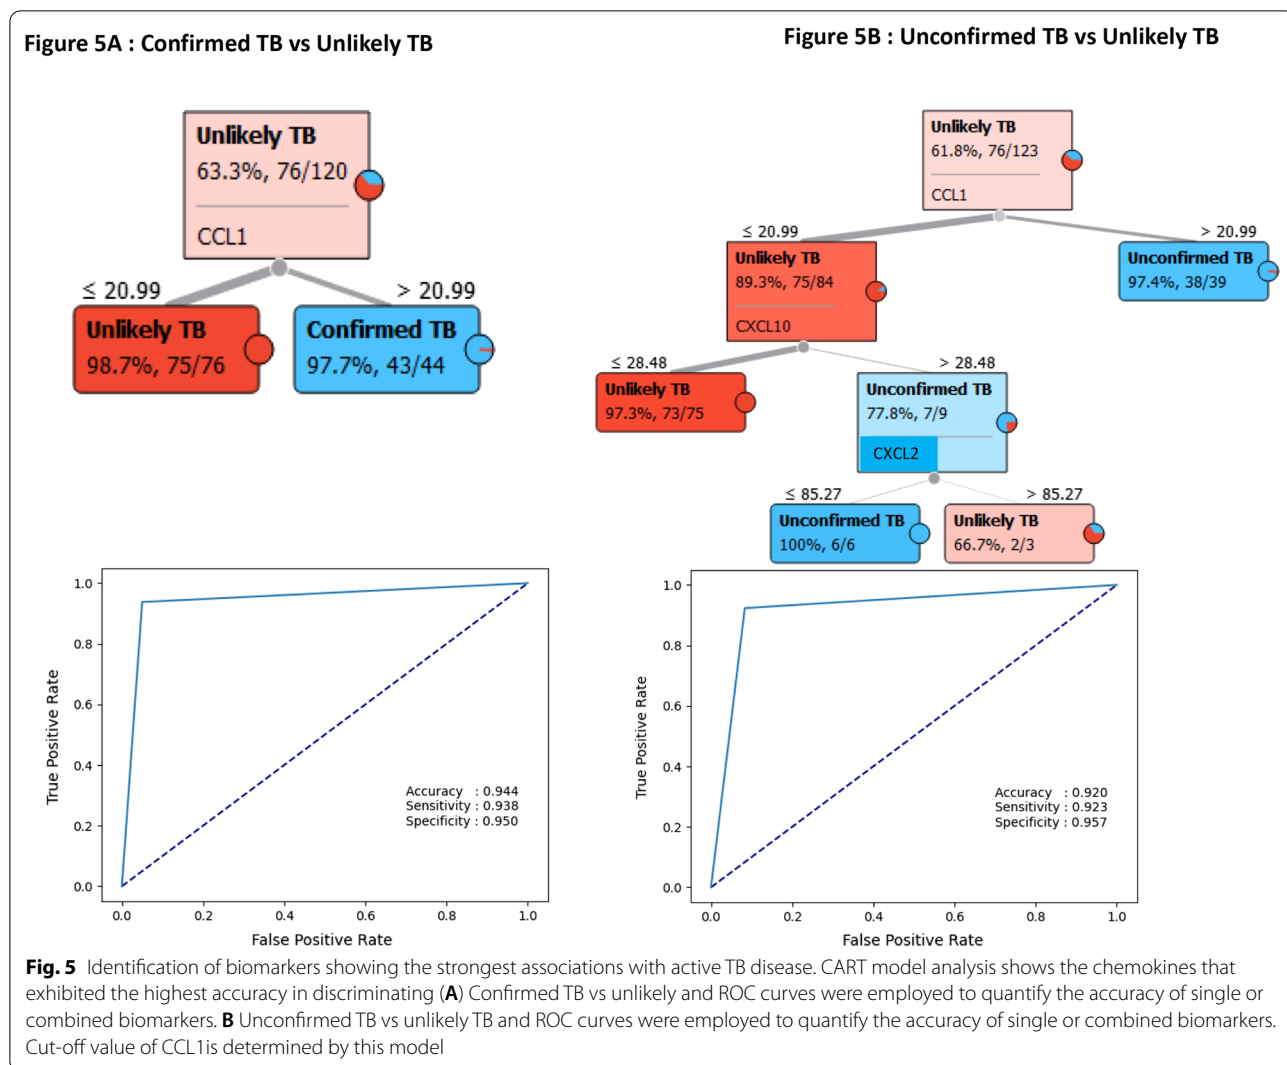 Figure 5A : Confirmed TB vs Unlikely TB
Unlikely TB
63.3%, 76/120
CCL1
≤ 20.99
> 20.99
Unlikely TB
98.7%, 75/76
Confirmed TB
97.7%, 43/44
Figure 5B : Unconfirmed TB vs Unlikely TB
Unlikely TB
61.8%, 76/123
CCL1
≤ 20.99
> 20.99
Unlikely TB
89.3%, 75/84
CXCL10
Unconfirmed TB
97.4%, 38/39
≤ 28.48
> 28.48
Unlikely TB
97.3%, 73/75
Unconfirmed TB
77.8%, 7/9
CXCL2
≤ 85.27
> 85.27
Unconfirmed TB
100%, 6/6
Unlikely TB
66.7%, 2/3
True Positive Rate
1.0
0.8
0.6
0.4
0.2
0.0
Accuracy : 0.944
Sensitivity : 0.938
Specificity : 0.950
0.0 0.2 0.4 0.6 0.8 1.0
False Positive Rate
True Positive Rate
1.0
0.8
0.6
0.4
0.2
0.0
Accuracy : 0.920
Sensitivity : 0.923
Specificity : 0.957
0.0 0.2 0.4 0.6 0.8 1.0
False Positive Rate
Fig. 5 Identification of biomarkers showing the strongest associations with active TB disease. CART model analysis shows the chemokines that
exhibited the highest accuracy in discriminating (A) Confirmed TB vs unlikely and ROC curves were employed to quantify the accuracy of single or
combined biomarkers. B Unconfirmed TB vs unlikely TB and ROC curves were employed to quantify the accuracy of single or combined biomarkers.
Cut-off value of CCL1is determined by this model